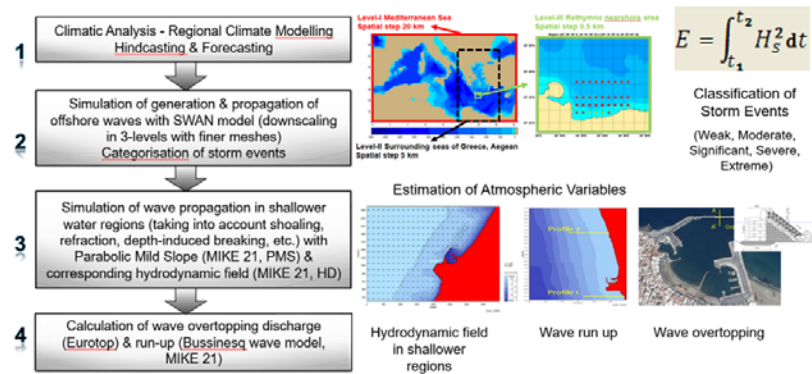 1
Climatic Analysis - Regional Climate Modelling
Hindcasting & Forecasting
2
Simulation of generation & propagation of
offshore waves with SWAN model (downscaling
in 3-levels with finer meshes)
Categorisation of storm events
3
Simulation of wave propagation in shallower
water regions (taking into account shoaling,
refraction, depth-induced breaking, etc.) with
Parabolic Mild Slope (MIKE 21, PMS) &
corresponding hydrodynamic field (MIKE 21, HD)
4
Calculation of wave overtopping discharge
(Eurotop) & run-up (Bussinesq wave model,
MIKE 21)
Level-I Mediterranean Sea
Spatial step 20 km
Level-III Rethymno nearshore area
Spatial step 0.5 km
Level-II Surrounding seas of Greece, Aegean
Spatial step 5 km
E = ∫_{t₁}^{t₂} H_S² dt
Classification of
Storm Events
(Weak, Moderate,
Significant, Severe,
Extreme)
Estimation of Atmospheric Variables
Profile 2
Hydrodynamic field
in shallower
regions
Wave run up
Wave overtopping